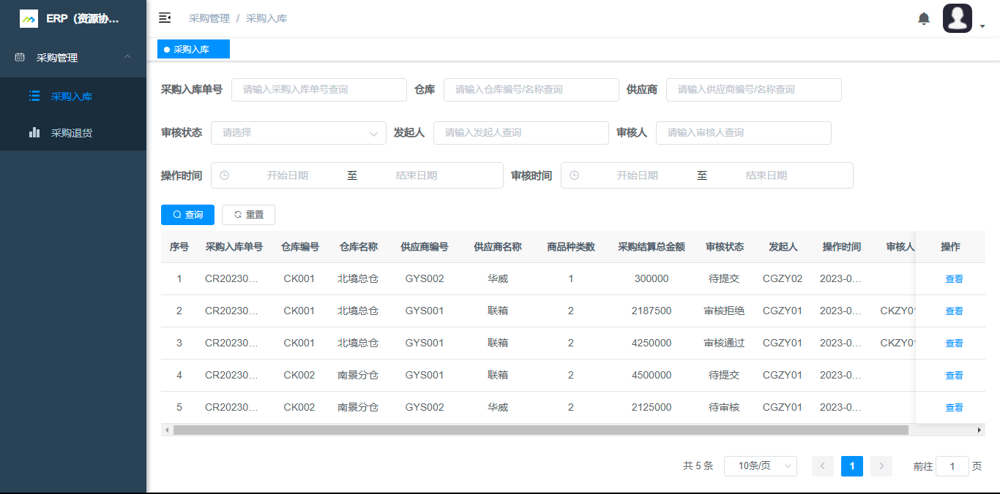 ERP（资源协...
采购管理 / 采购入库
采购管理
采购入库
采购入库
采购退货
采购入库单号 请输入采购入库单号查询 仓库 请输入仓库编号/名称查询 供应商 请输入供应商编号/名称查询
审核状态 请选择 发起人 请输入发起人查询 审核人 请输入审核人查询
操作时间 开始日期 至 结束日期 审核时间 开始日期 至 结束日期
查询 重置
序号 采购入库单号 仓库编号 仓库名称 供应商编号 供应商名称 商品种类数 采购结算总金额 审核状态 发起人 操作时间 审核人 操作
1 CR20230... CK001 北境总仓 GYS002 华威 1 300000 待提交 CGZY02 2023-0... 查看
2 CR20230... CK001 北境总仓 GYS001 联箱 2 2187500 审核拒绝 CGZY01 2023-0... CKZY01 查看
3 CR20230... CK001 北境总仓 GYS001 联箱 2 4250000 审核通过 CGZY01 2023-0... CKZY01 查看
4 CR20230... CK002 南景分仓 GYS001 联箱 2 4500000 待提交 CGZY01 2023-0... 查看
5 CR20230... CK002 南景分仓 GYS002 华威 2 2125000 待审核 CGZY01 2023-0... 查看
共 5 条 10条/页 1 前往 1 页